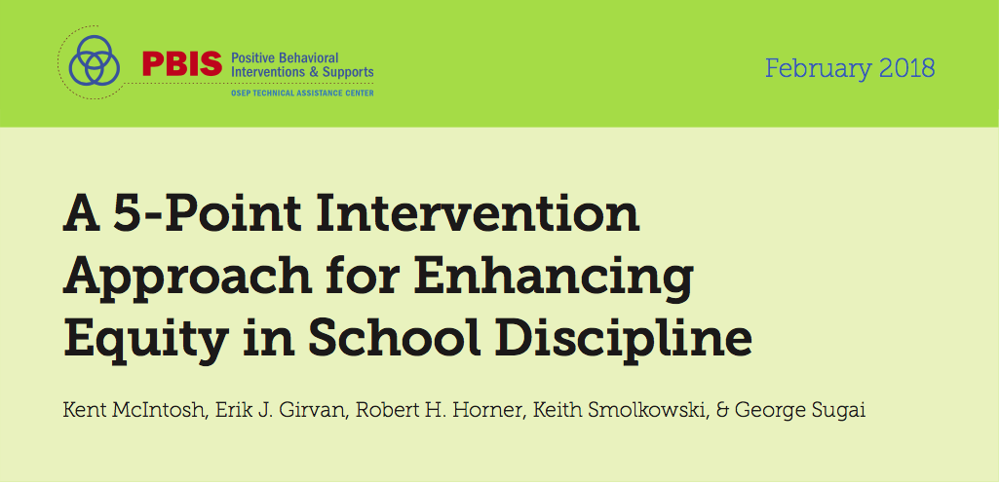 PBIS Positive Behavioral
Interventions & Supports
OSEP TECHNICAL ASSISTANCE CENTER
February 2018
A 5-Point Intervention
Approach for Enhancing
Equity in School Discipline
Kent McIntosh, Erik J. Girvan, Robert H. Horner, Keith Smolkowski, & George Sugai